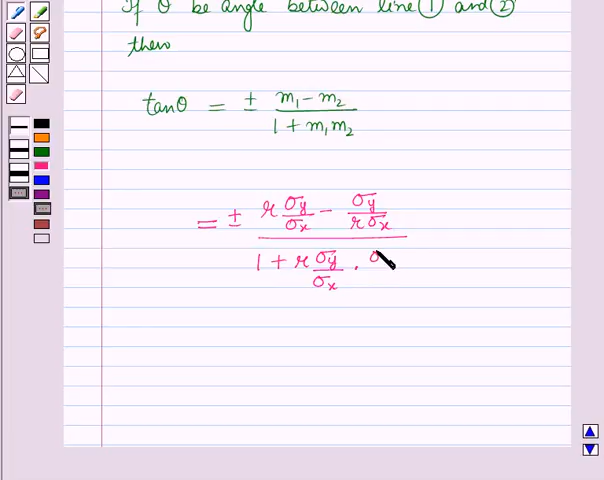 If θ be angle between line ① and ②
then
tanθ = ± (m₁ - m₂) / (1 + m₁m₂)
= ± (r σy/σx - σy/(r σx)) / (1 + r σy/σx . σ